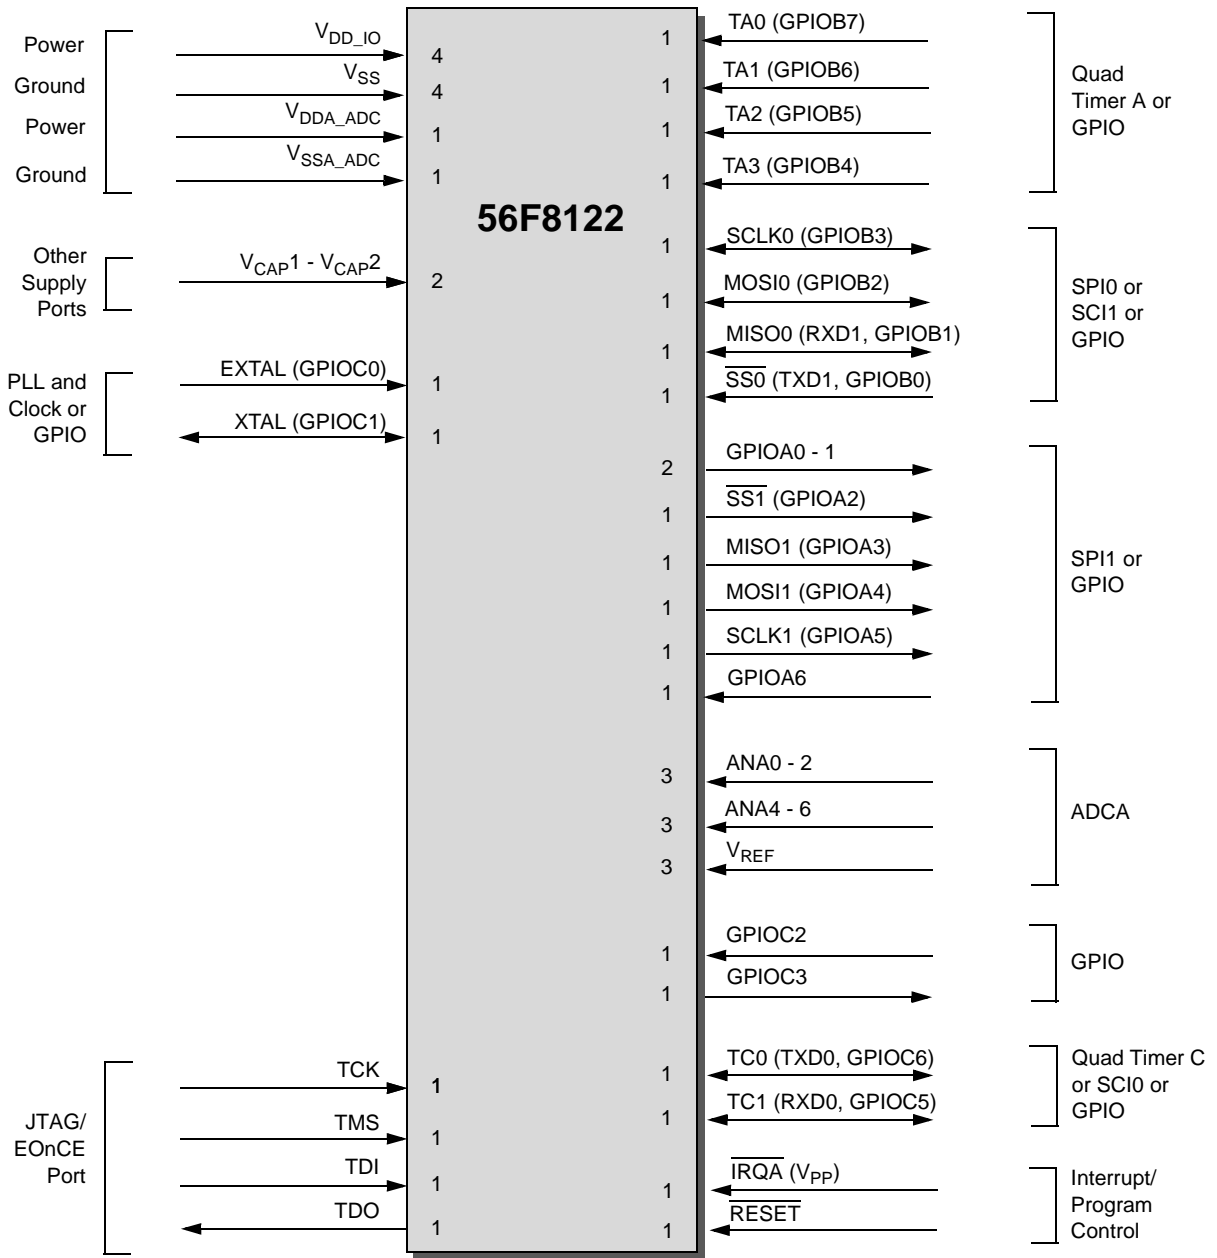 56F8122
Power
Ground
Power
Ground
V_DD_IO
4
V_SS
4
V_DDA_ADC
1
V_SSA_ADC
1
Other
Supply
Ports
V_CAP1 - V_CAP2
2
PLL and
Clock or
GPIO
EXTAL (GPIOC0)
1
XTAL (GPIOC1)
1
JTAG/
EOnCE
Port
TCK
1
TMS
1
TDI
1
TDO
1
1
TA0 (GPIOB7)
1
TA1 (GPIOB6)
1
TA2 (GPIOB5)
1
TA3 (GPIOB4)
Quad
Timer A or
GPIO
1
SCLK0 (GPIOB3)
1
MOSI0 (GPIOB2)
1
MISO0 (RXD1, GPIOB1)
1
S̅S̅0̅ (TXD1, GPIOB0)
SPI0 or
SCI1 or
GPIO
2
GPIOA0 - 1
1
S̅S̅1̅ (GPIOA2)
1
MISO1 (GPIOA3)
1
MOSI1 (GPIOA4)
1
SCLK1 (GPIOA5)
1
GPIOA6
SPI1 or
GPIO
3
ANA0 - 2
3
ANA4 - 6
3
V_REF
ADCA
1
GPIOC2
1
GPIOC3
GPIO
1
TC0 (TXD0, GPIOC6)
1
TC1 (RXD0, GPIOC5)
Quad Timer C
or SCI0 or
GPIO
1
I̅R̅Q̅A̅ (V_PP)
1
R̅E̅S̅E̅T̅
Interrupt/
Program
Control